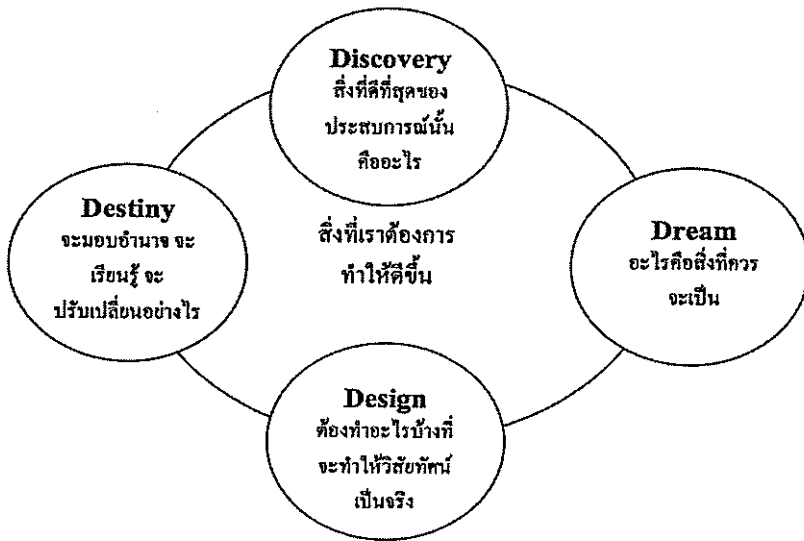 Discovery
สิ่งที่ดีที่สุดของ
ประสบการณ์นั้น
คืออะไร
Destiny
จะมอบอำนาจ จะ
เรียนรู้ จะ
ปรับเปลี่ยนอย่างไร
สิ่งที่เราต้องการ
ทำให้ดีขึ้น
Dream
อะไรคือสิ่งที่ควร
จะเป็น
Design
ต้องทำอะไรบ้างที่
จะทำให้วิสัยทัศน์
เป็นจริง